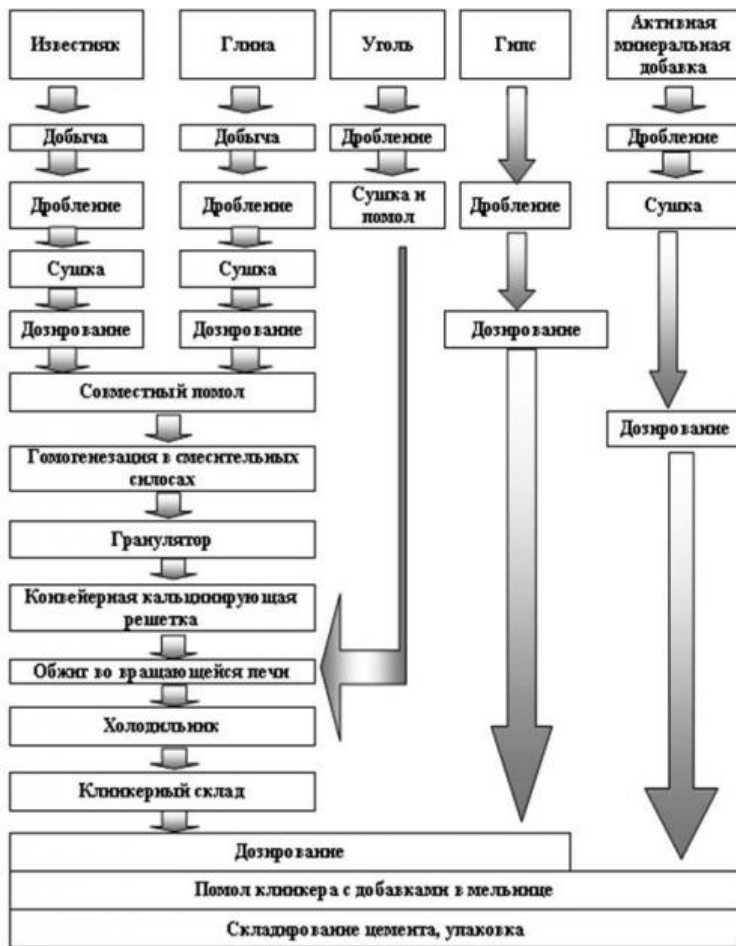 Известняк
Глина
Уголь
Гипс
Активная
минеральная
добавка
Добыча
Добыча
Дробление
Дробление
Дробление
Дробление
Сушка и
помол
Дробление
Сушка
Сушка
Сушка
Дозирование
Дозирование
Дозирование
Совместный помол
Дозирование
Гомогенезация в смесительных
силосах
Гранулятор
Конвейерная кальцинирующая
решетка
Обжиг во вращающейся печи
Холодильник
Клинкерный склад
Дозирование
Помол клинкера с добавками в мельнице
Складирование цемента, упаковка